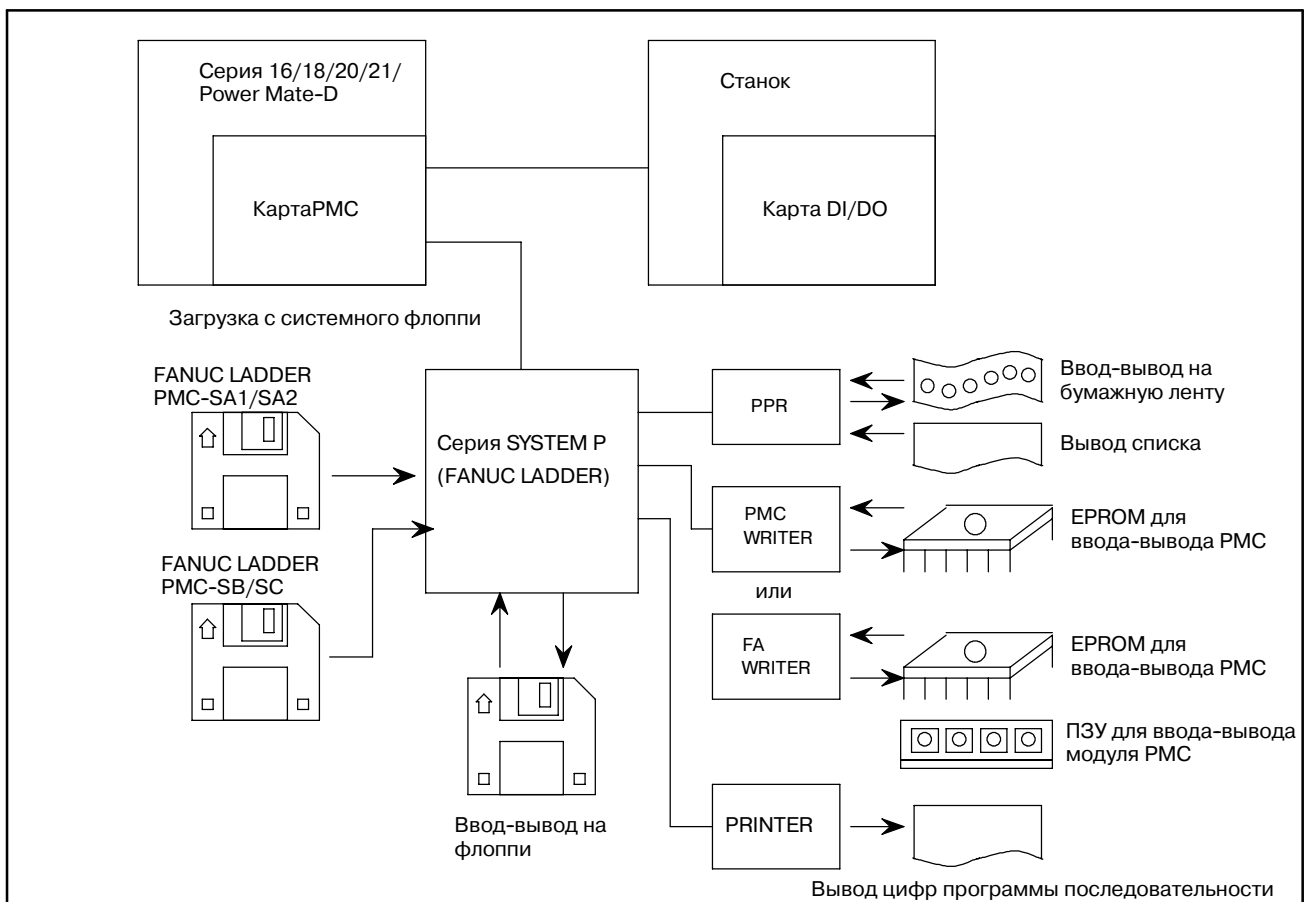 Серия 16/18/20/21/
Power Mate-D
Станок
КартаPMC
Карта DI/DO
Загрузка с системного флоппи
FANUC LADDER
PMC-SA1/SA2
Серия SYSTEM P
(FANUC LADDER)
PPR
Ввод-вывод на
бумажную ленту
Вывод списка
PMC
WRITER
EPROM для
ввода-вывода PMC
или
FANUC LADDER
PMC-SB/SC
FA
WRITER
EPROM для
ввода-вывода PMC
ПЗУ для ввода-вывода
модуля PMC
Ввод-вывод на
флоппи
PRINTER
Вывод цифр программы последовательности